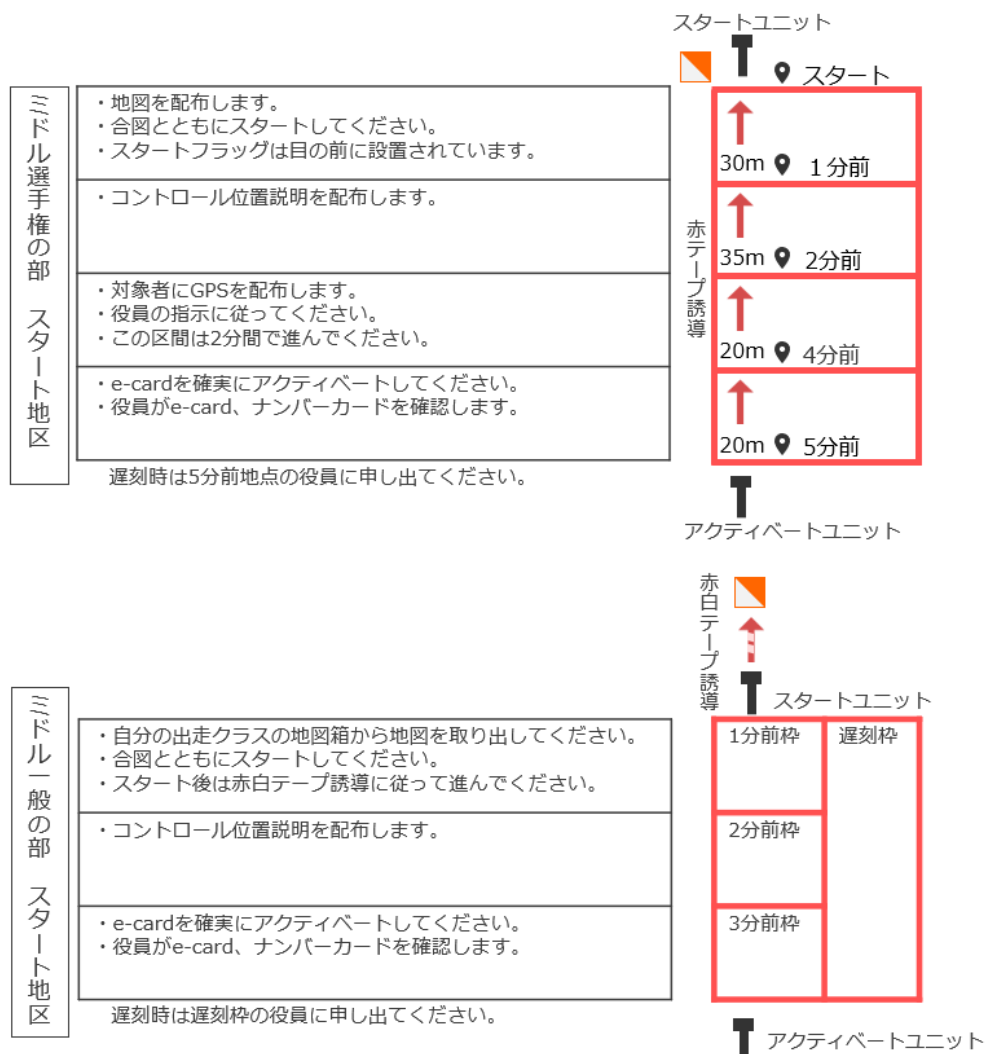 スタートユニット
スタート
ミドル選手権の部 スタート地区
・地図を配布します。
・合図とともにスタートしてください。
・スタートフラッグは目の前に設置されています。
30m 1分前
・コントロール位置説明を配布します。
赤テープ誘導
35m 2分前
・対象者にGPSを配布します。
・役員の指示に従ってください。
・この区間は2分間で進んでください。
20m 4分前
・e-cardを確実にアクティベートしてください。
・役員がe-card、ナンバーカードを確認します。
20m 5分前
遅刻時は5分前地点の役員に申し出てください。
アクティベートユニット
赤白テープ誘導
スタートユニット
ミドル一般の部 スタート地区
・自分の出走クラスの地図箱から地図を取り出してください。
・合図とともにスタートしてください。
・スタート後は赤白テープ誘導に従って進んでください。
1分前枠 遅刻枠
・コントロール位置説明を配布します。
2分前枠
・e-cardを確実にアクティベートしてください。
・役員がe-card、ナンバーカードを確認します。
3分前枠
遅刻時は遅刻枠の役員に申し出てください。
アクティベートユニット